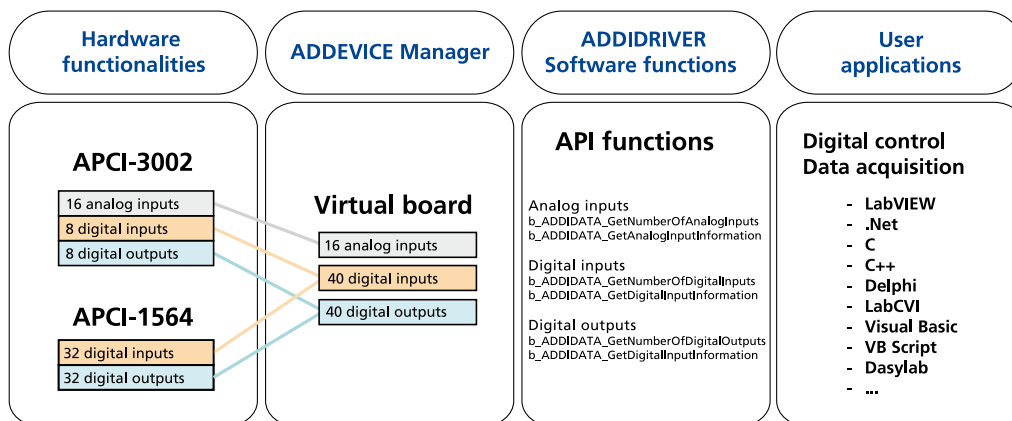 Hardware
functionalities
ADDEVICE Manager
ADDIDRIVER
Software functions
User
applications
APCI-3002
16 analog inputs
8 digital inputs
8 digital outputs
APCI-1564
32 digital inputs
32 digital outputs
Virtual board
16 analog inputs
40 digital inputs
40 digital outputs
API functions
Analog inputs
b_ADDIDATA_GetNumberOfAnalogInputs
b_ADDIDATA_GetAnalogInputInformation
Digital inputs
b_ADDIDATA_GetNumberOfDigitalInputs
b_ADDIDATA_GetDigitalInputInformation
Digital outputs
b_ADDIDATA_GetNumberOfDigitalOutputs
b_ADDIDATA_GetDigitalInputInformation
Digital control
Data acquisition
- LabVIEW
- .Net
- C
- C++
- Delphi
- LabCVI
- Visual Basic
- VB Script
- Dasylab
- ...